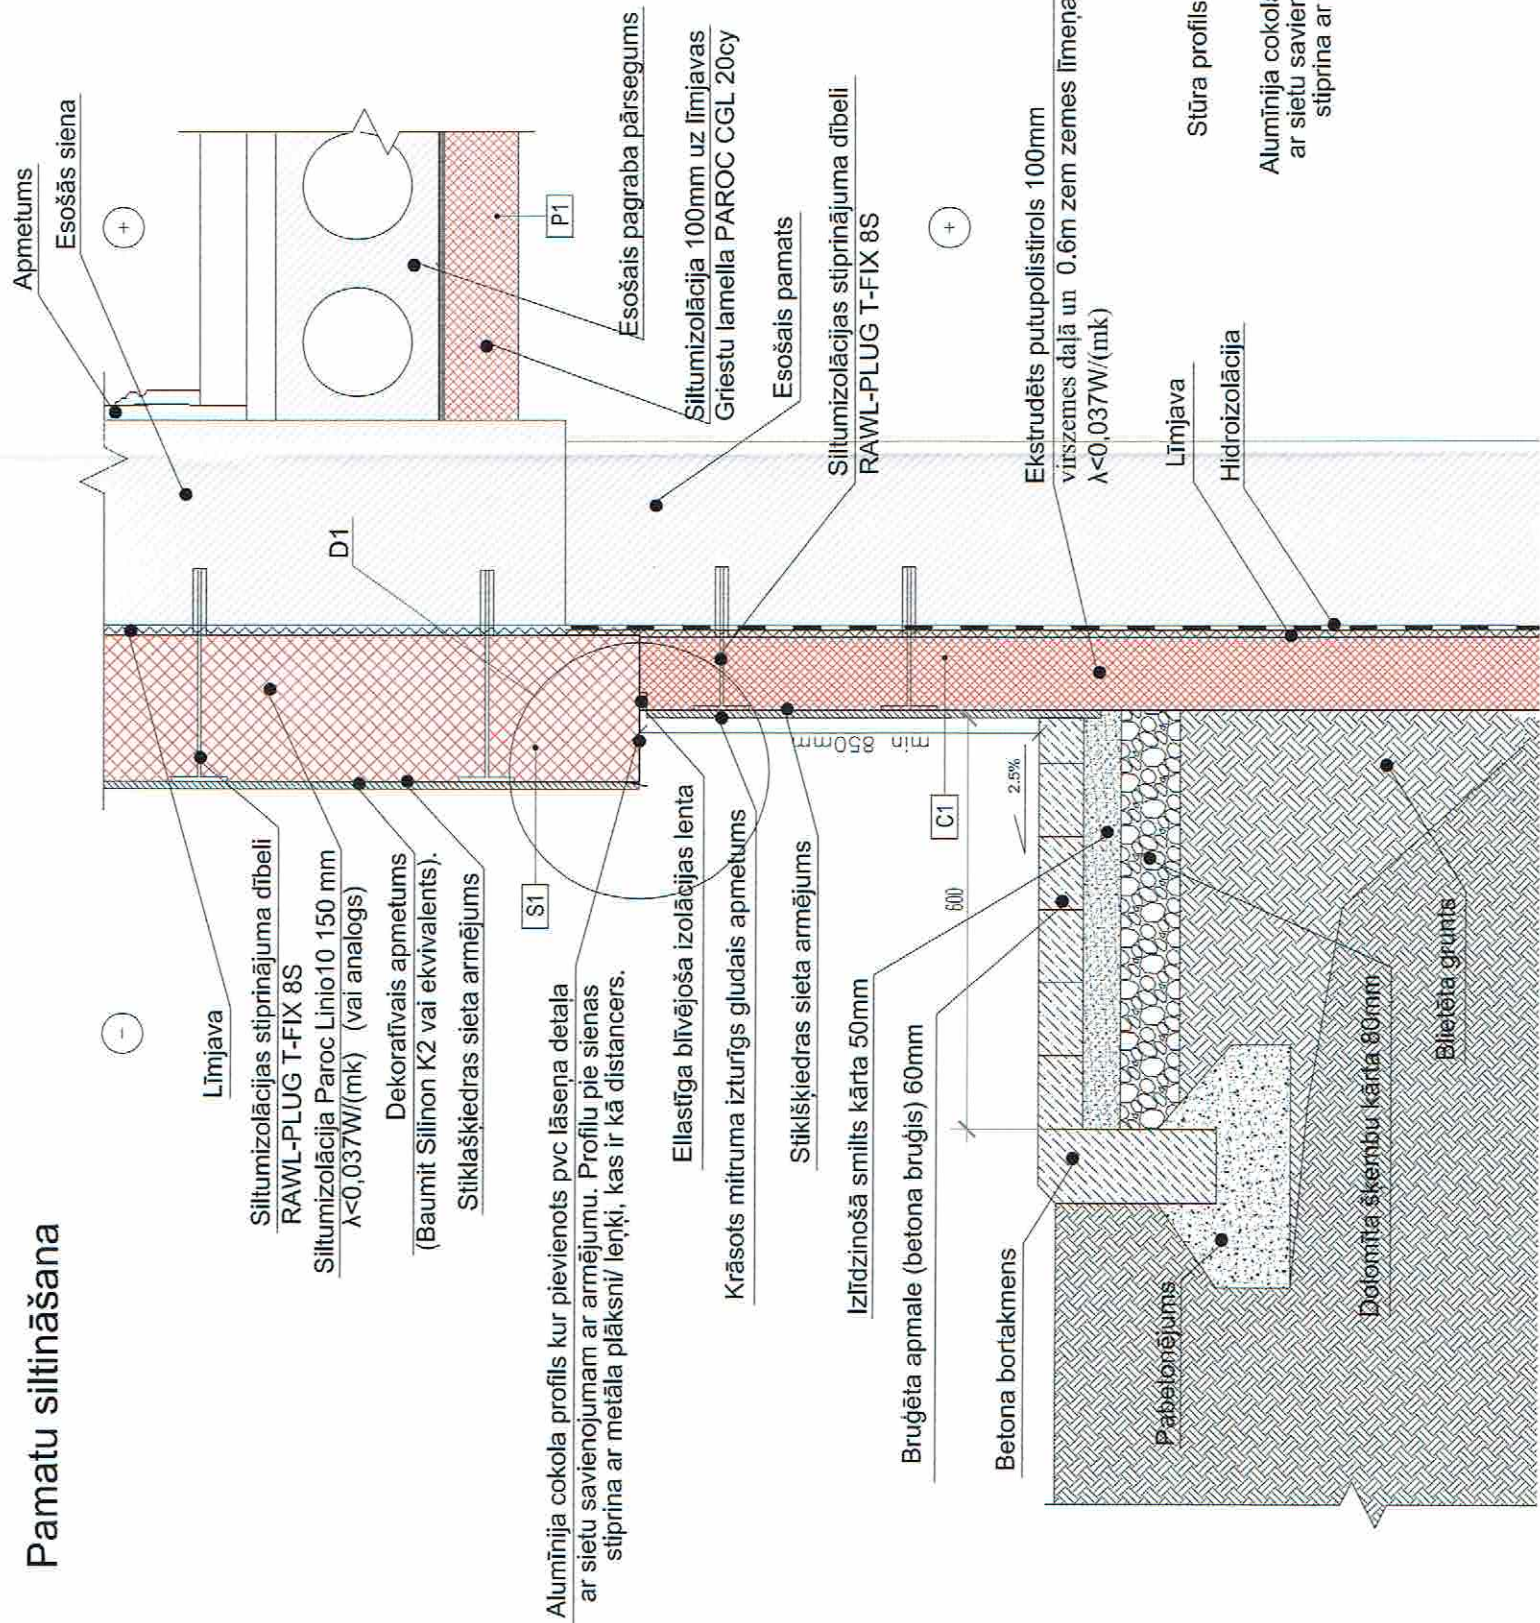 Pamatu siltināšana
Apmetums
Esošās siena
+
-
Līmjava
Siltumizolācijas stiprinājuma dībeli
RAWL-PLUG T-FIX 8S
Siltumizolācija Paroc Linio10 150 mm
λ<0,037W/(mk) (vai analogs)
Dekoratīvais apmetums
(Baumit Silinon K2 vai ekvivalents).
Stiklašķiedras sieta armējums
D1
S1
P1
Esošais pagraba pārsegums
Siltumizolācija 100mm uz līmjavas
Griestu lamella PAROC CGL 20cy
Esošais pamats
Siltumizolācijas stiprinājuma dībeli
RAWL-PLUG T-FIX 8S
Alumīnija cokola profils kur pievienots pvc lāseņa detaļa
ar sietu savienojumam ar armējumu. Profilu pie sienas
stiprina ar metāla plāksni/ leņķi, kas ir kā distancers.
Ellastīga blīvējoša izolācijas lenta
Krāsots mitruma izturīgs gludais apmetums
Stiklšķiedras sieta armējums
min 850mm
C1
+
Izlīdzinošā smilts kārta 50mm
Bruģēta apmale (betona bruģis) 60mm
Betona bortakmens
600
2.5%
Ekstrudēts putupolistirols 100mm
virszemes daļā un 0.6m zem zemes līmeņa
λ<0,037W/(mk)
Līmjava
Hidroizolācija
Pabetonējums
Dolomīta šķembu kārta 80mm
Blietēta grunts
Stūra profils
Alumīnija cokola
ar sietu savien
stiprina ar